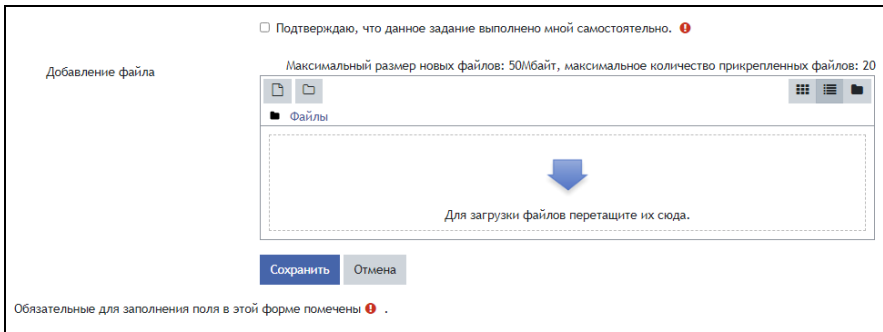 Подтверждаю, что данное задание выполнено мной самостоятельно.
Добавление файла
Максимальный размер новых файлов: 50Мбайт, максимальное количество прикрепленных файлов: 20
Файлы
Для загрузки файлов перетащите их сюда.
Сохранить Отмена
Обязательные для заполнения поля в этой форме помечены .